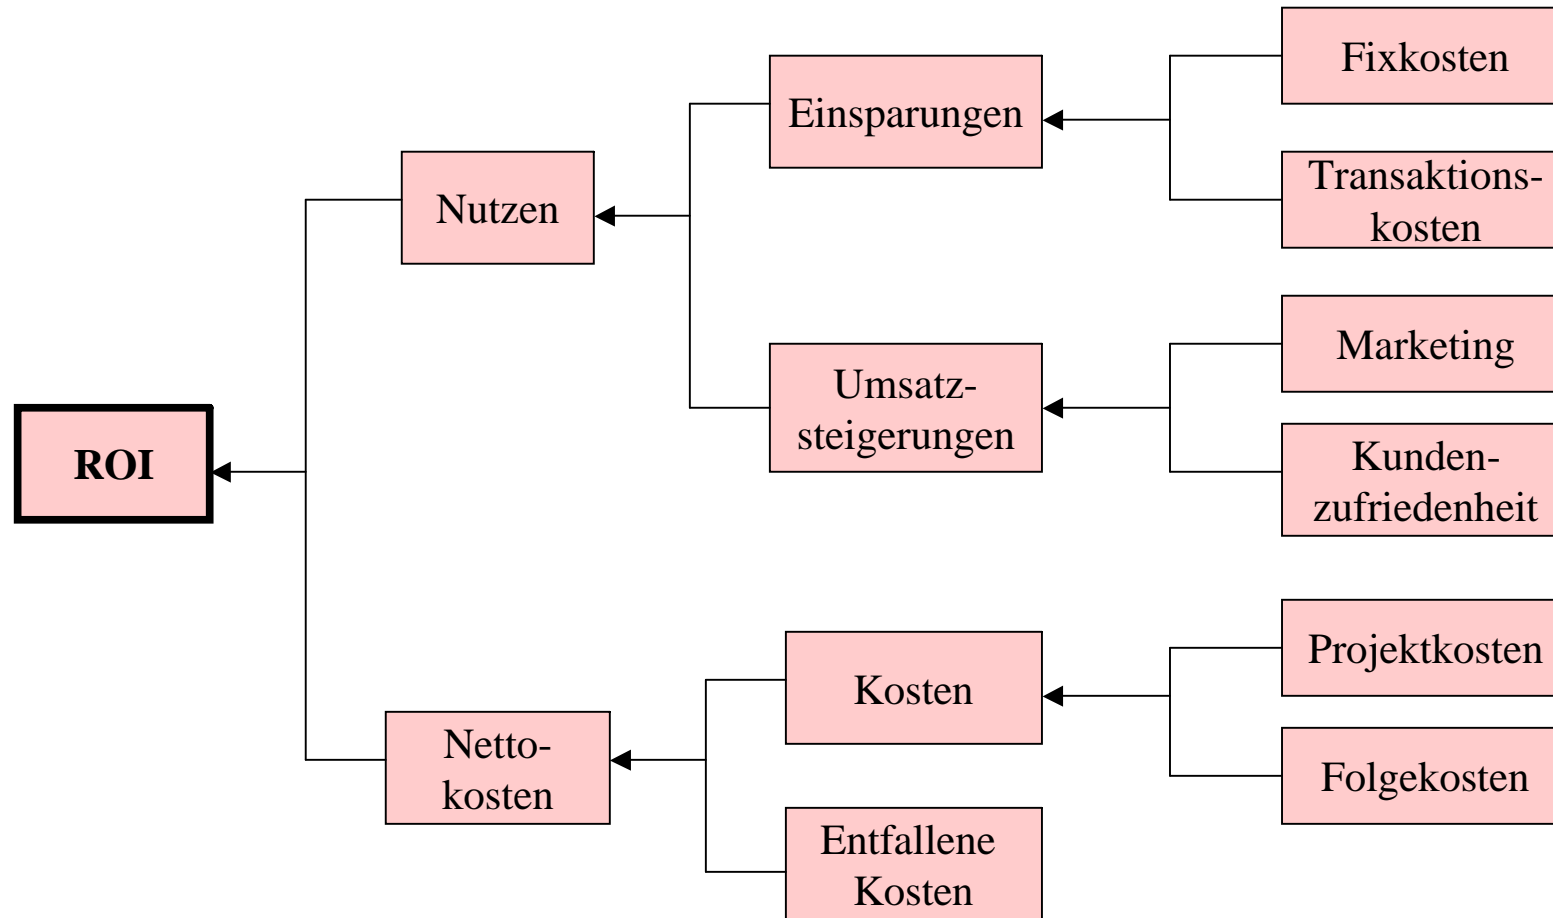 Fixkosten
Einsparungen
Transaktions-
kosten
Nutzen
Marketing
Umsatz-
steigerungen
Kunden-
zufriedenheit
ROI
Projektkosten
Kosten
Netto-
kosten
Folgekosten
Entfallene
Kosten